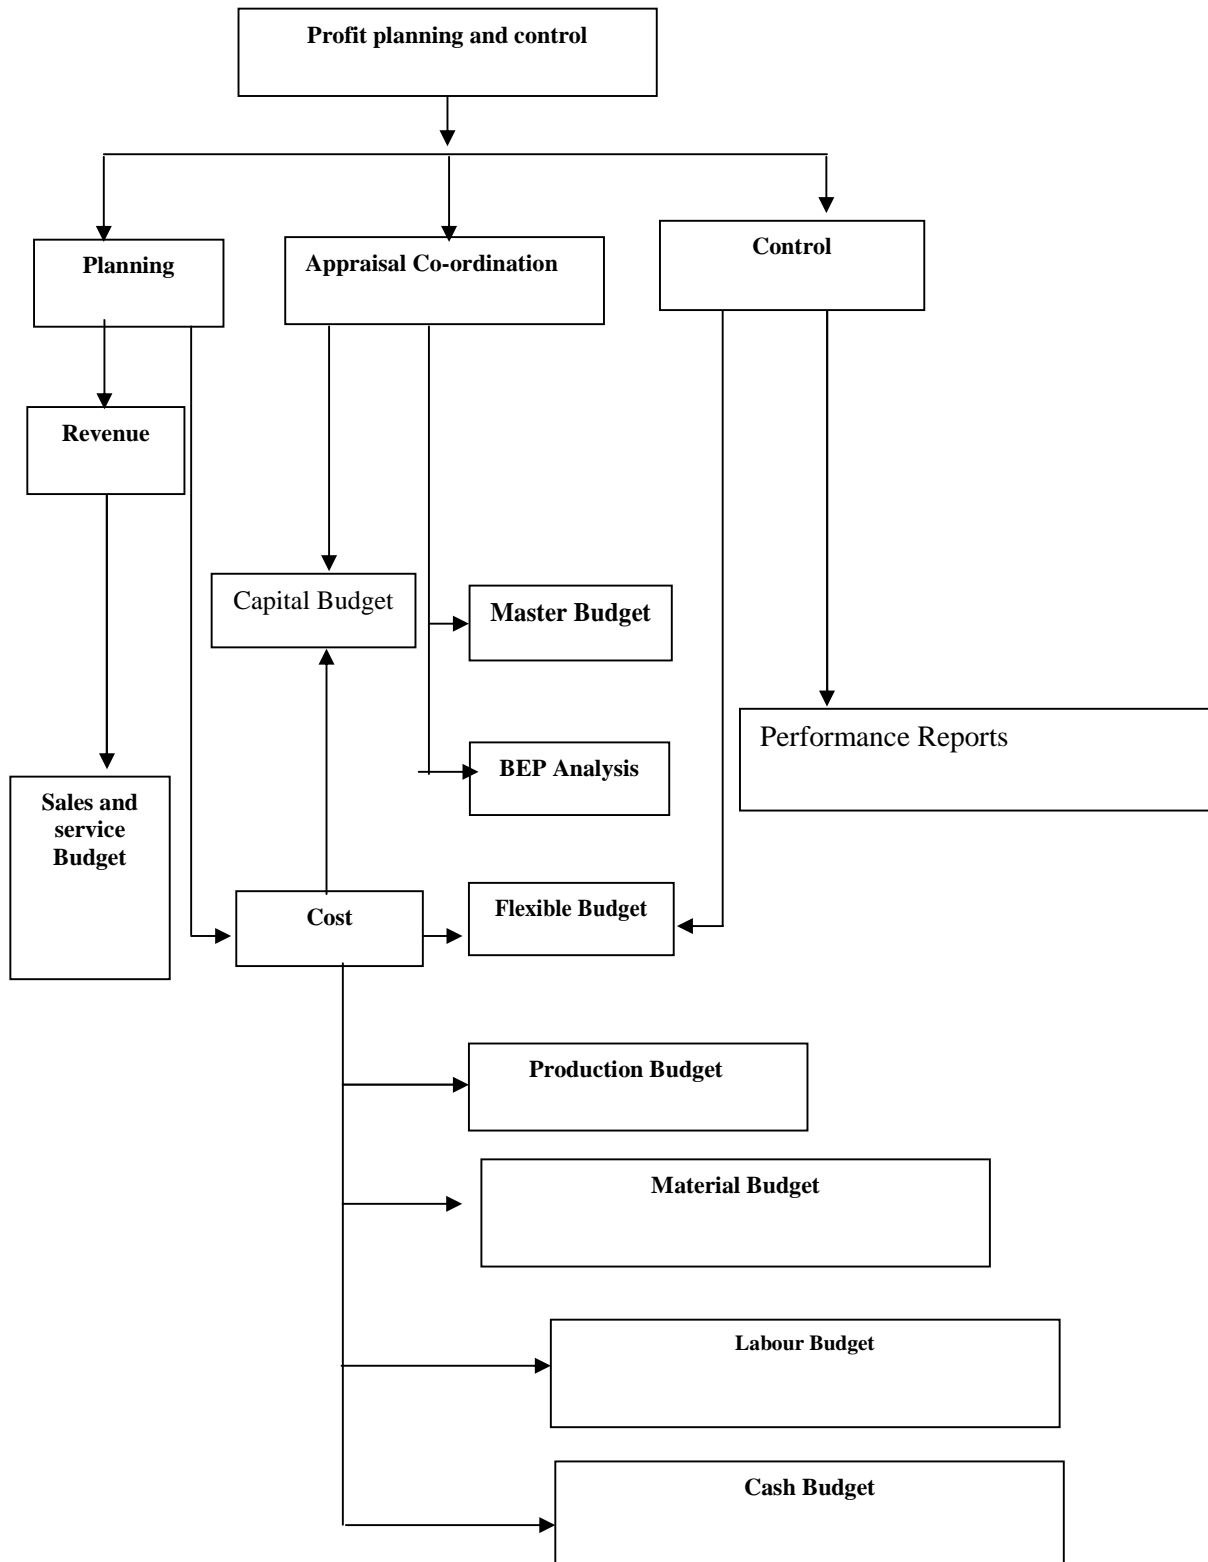 Profit planning and control
Planning
Appraisal Co-ordination
Control
Revenue
Capital Budget
Master Budget
Performance Reports
BEP Analysis
Sales and
service
Budget
Cost
Flexible Budget
Production Budget
Material Budget
Labour Budget
Cash Budget